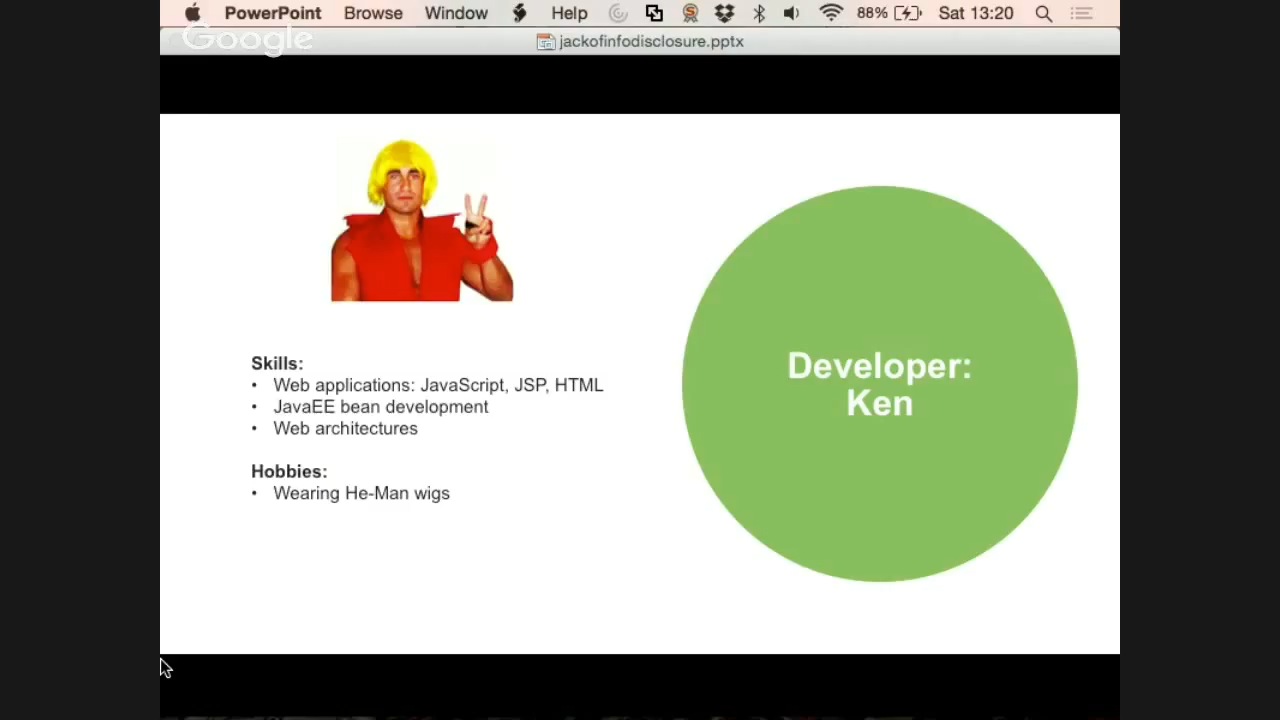 PowerPoint Browse Window Help 88% Sat 13:20
Google
jackofinfodisclosure.pptx
Skills:
• Web applications: JavaScript, JSP, HTML
• JavaEE bean development
• Web architectures
Hobbies:
• Wearing He-Man wigs
Developer:
Ken